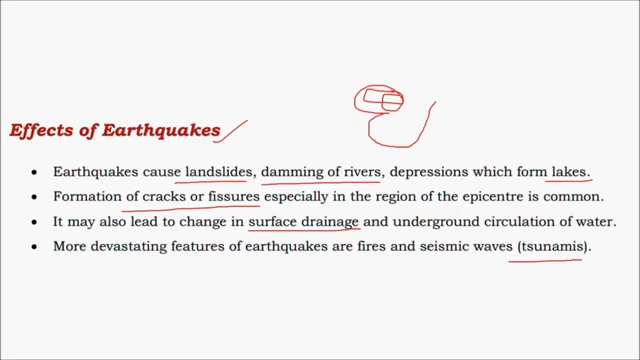 Effects of Earthquakes
Earthquakes cause landslides, damming of rivers, depressions which form lakes.
Formation of cracks or fissures especially in the region of the epicentre is common.
It may also lead to change in surface drainage and underground circulation of water.
More devastating features of earthquakes are fires and seismic waves (tsunamis).